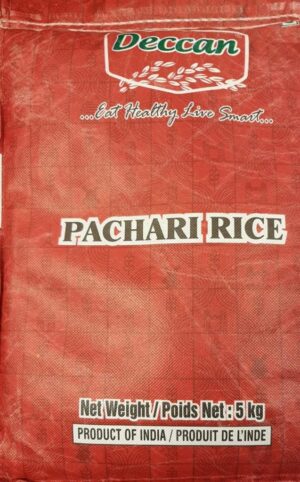 Deccan
...Eat Healthy Live Smart...
PACHARI RICE
Net Weight/Poids Net : 5 kg
PRODUCT OF INDIA / PRODUIT DE L'INDE